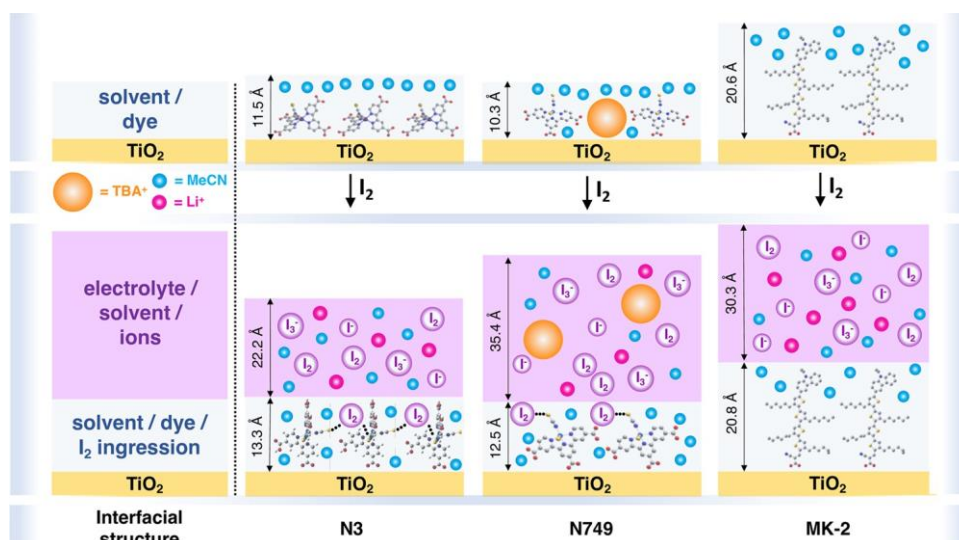 solvent /
dye
TiO₂
11.5 Å
TiO₂
10.3 Å
TiO₂
20.6 Å
TiO₂
= TBA⁺
= MeCN
= Li⁺
I₂
I₂
I₂
electrolyte /
solvent /
ions
22.2 Å
I₃⁻
I⁻
I₂
I₂
I₂
I₃⁻
I⁻
35.4 Å
I₃⁻
I₂
I₃⁻
I⁻
I₂
I⁻
I₂
I₂
I₃⁻
30.3 Å
I₂
I⁻
I₃⁻
I₂
I⁻
I⁻
I⁻
I₃⁻
I₂
solvent / dye /
I₂ ingression
13.3 Å
I₂
I₂
12.5 Å
I₂
I₂
20.8 Å
TiO₂
TiO₂
TiO₂
TiO₂
Interfacial
structure
N3
N749
MK-2